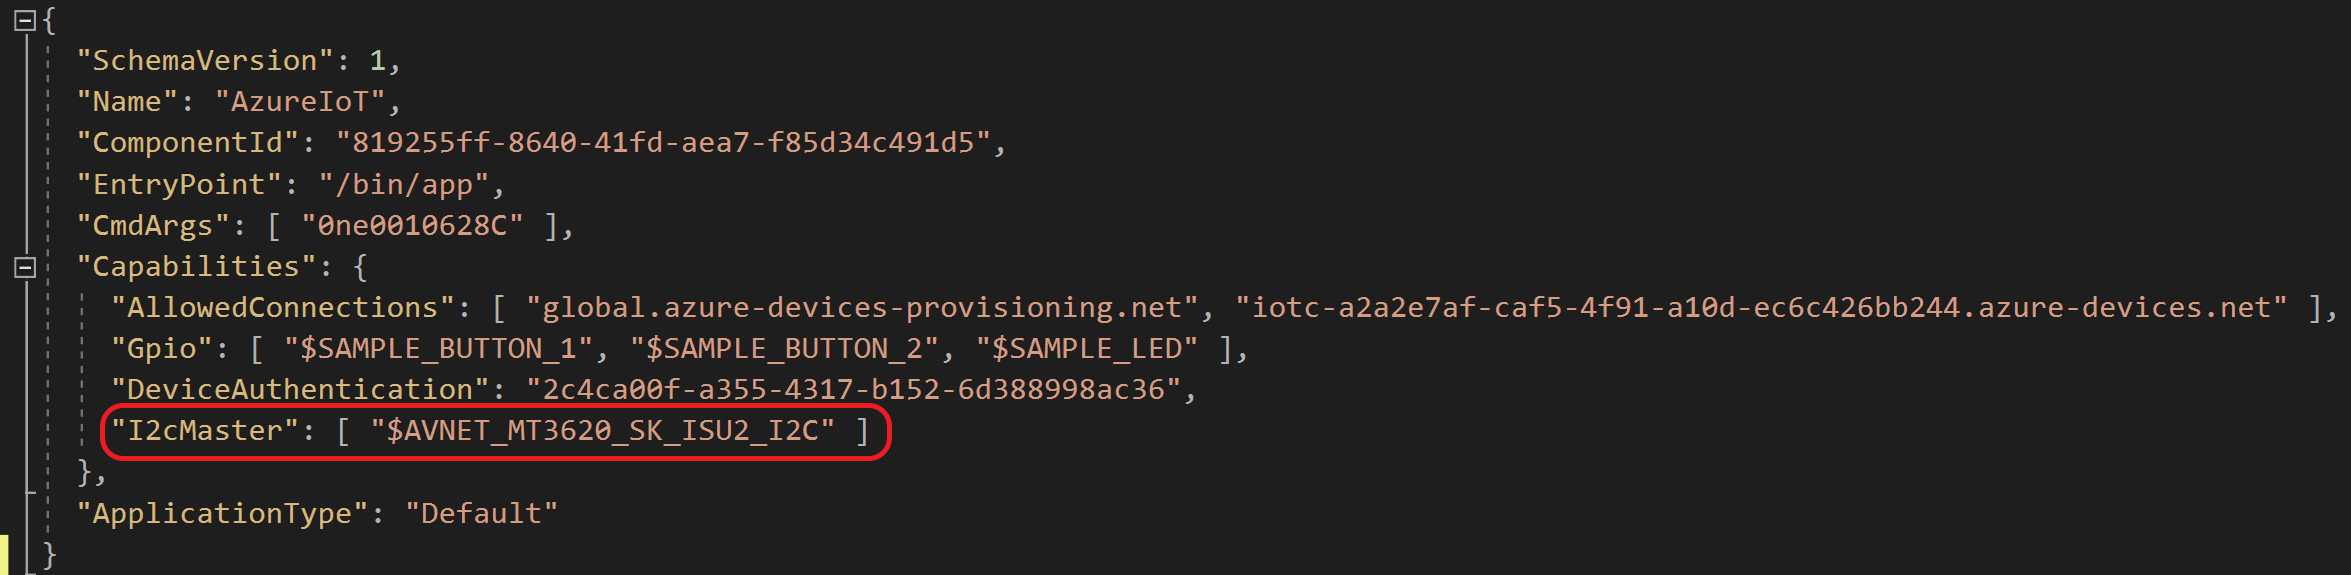 {
"SchemaVersion": 1,
"Name": "AzureIoT",
"ComponentId": "819255ff-8640-41fd-aea7-f85d34c491d5",
"EntryPoint": "/bin/app",
"CmdArgs": [ "0ne0010628C" ],
"Capabilities": {
"AllowedConnections": [ "global.azure-devices-provisioning.net", "iotc-a2a2e7af-caf5-4f91-a10d-ec6c426bb244.azure-devices.net" ],
"Gpio": [ "$SAMPLE_BUTTON_1", "$SAMPLE_BUTTON_2", "$SAMPLE_LED" ],
"DeviceAuthentication": "2c4ca00f-a355-4317-b152-6d388998ac36",
"I2cMaster": [ "$AVNET_MT3620_SK_ISU2_I2C" ]
},
"ApplicationType": "Default"
}